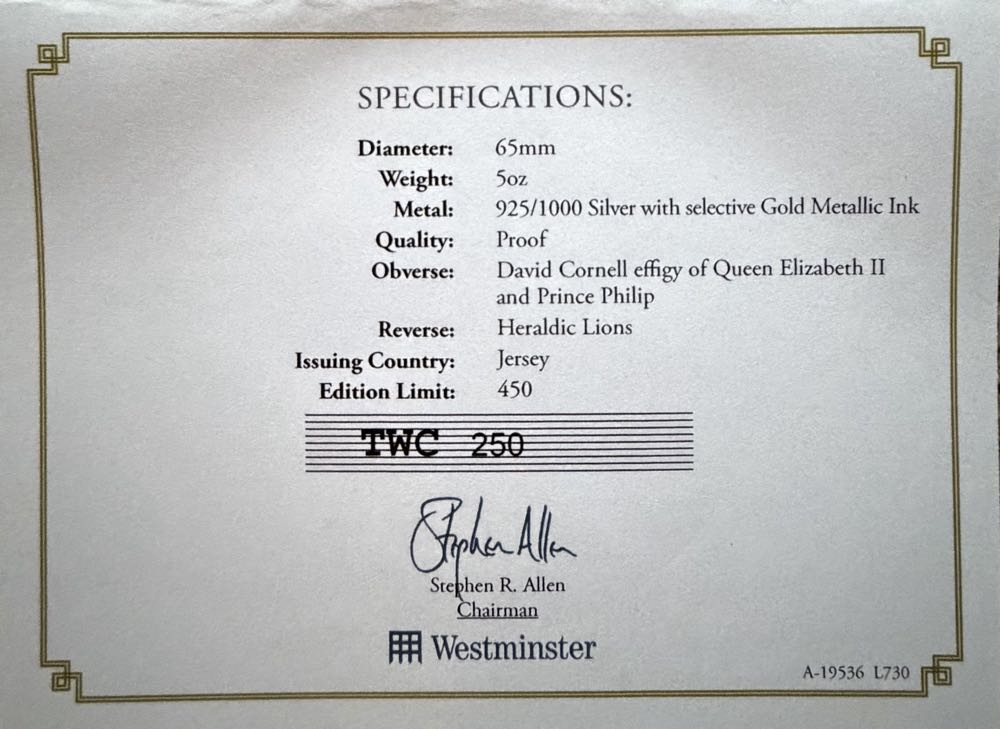 SPECIFICATIONS:
Diameter: 65mm
Weight: 5oz
Metal: 925/1000 Silver with selective Gold Metallic Ink
Quality: Proof
Obverse: David Cornell effigy of Queen Elizabeth II
and Prince Philip
Reverse: Heraldic Lions
Issuing Country: Jersey
Edition Limit: 450
TWC 250
Stephen Allen
Stephen R. Allen
Chairman
Westminster
A-19536 L730